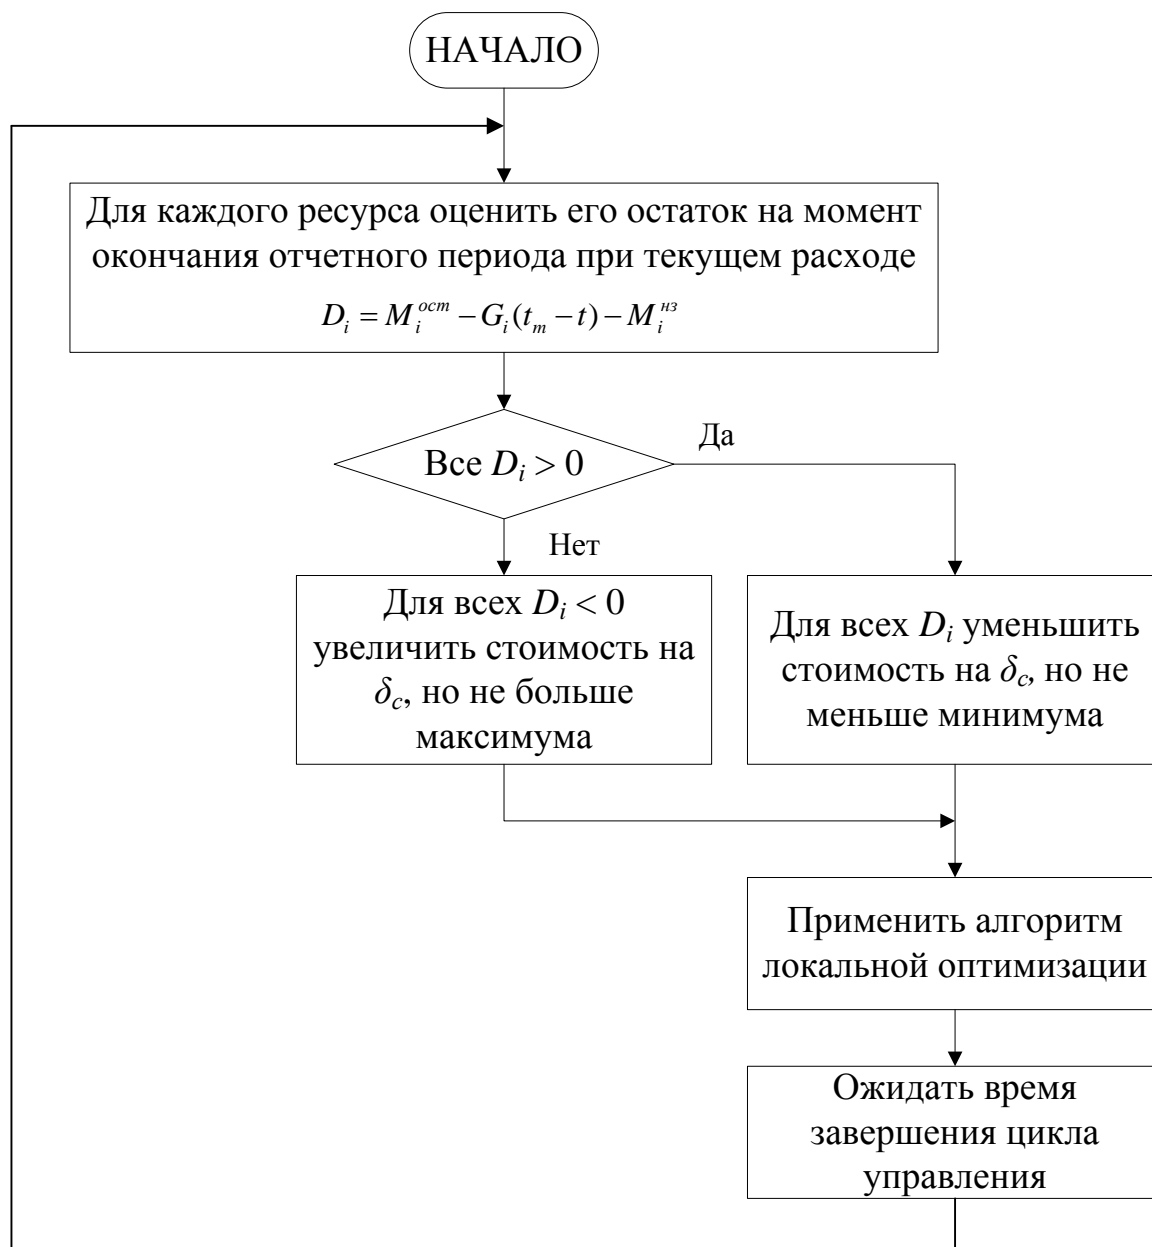 НАЧАЛО
Для каждого ресурса оценить его остаток на момент
окончания отчетного периода при текущем расходе
D_i = M_i^{ост} − G_i(t_m − t) − M_i^{нз}
Да
Все D_i > 0
Нет
Для всех D_i < 0
увеличить стоимость на
δ_c, но не больше
максимума
Для всех D_i уменьшить
стоимость на δ_c, но не
меньше минимума
Применить алгоритм
локальной оптимизации
Ожидать время
завершения цикла
управления